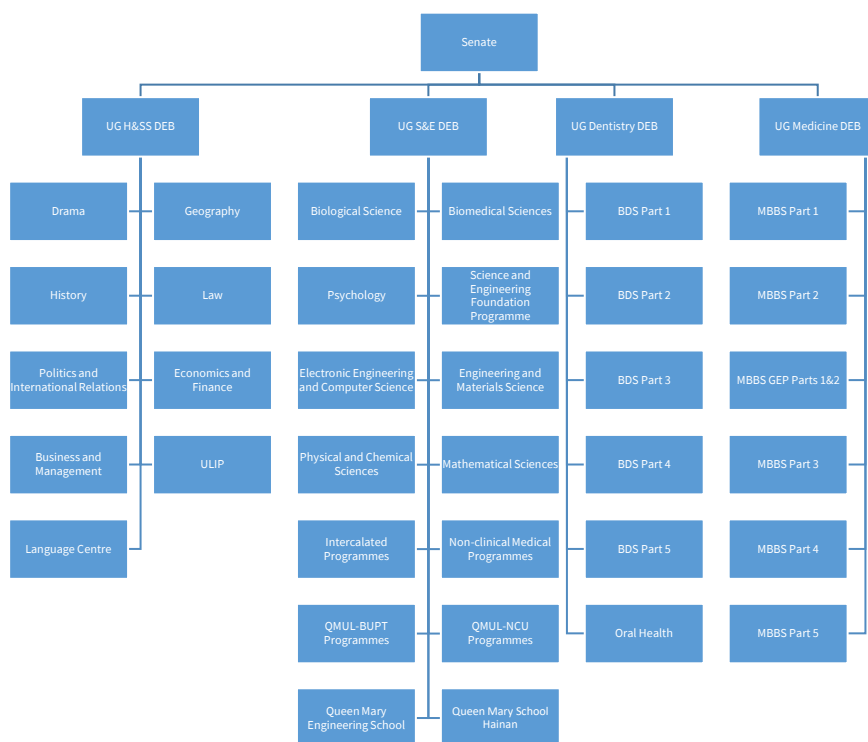 Senate
UG H&SS DEB
UG S&E DEB
UG Dentistry DEB
UG Medicine DEB
Drama
Geography
Biological Science
Biomedical Sciences
BDS Part 1
MBBS Part 1
History
Law
Psychology
Science and
Engineering
Foundation
Programme
BDS Part 2
MBBS Part 2
Politics and
International Relations
Economics and
Finance
Electronic Engineering
and Computer Science
Engineering and
Materials Science
BDS Part 3
MBBS GEP Parts 1&2
Business and
Management
ULIP
Physical and Chemical
Sciences
Mathematical Sciences
BDS Part 4
MBBS Part 3
Language Centre
Intercalated
Programmes
Non-clinical Medical
Programmes
BDS Part 5
MBBS Part 4
QMUL-BUPT
Programmes
QMUL-NCU
Programmes
Oral Health
MBBS Part 5
Queen Mary
Engineering School
Queen Mary School
Hainan